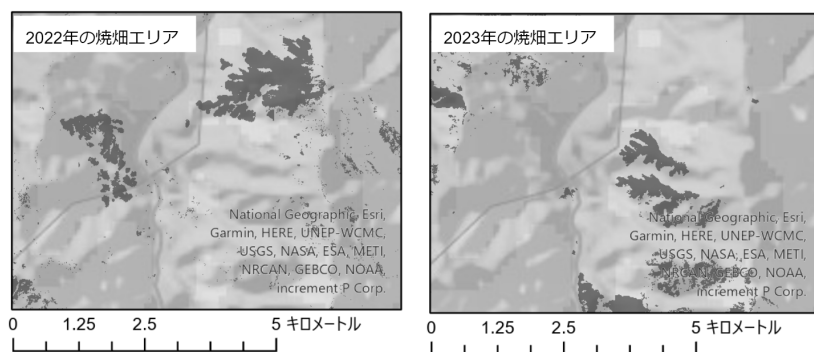 2022年の焼畑エリア
National Geographic, Esri,
Garmin, HERE, UNEP-WCMC,
USGS, NASA, ESA, METI,
NRCAN, GEBCO, NOAA,
increment P Corp.
0 1.25 2.5 5 キロメートル
2023年の焼畑エリア
National Geographic, Esri,
Garmin, HERE, UNEP-WCMC,
USGS, NASA, ESA, METI,
NRCAN, GEBCO, NOAA,
increment P Corp.
0 1.25 2.5 5 キロメートル